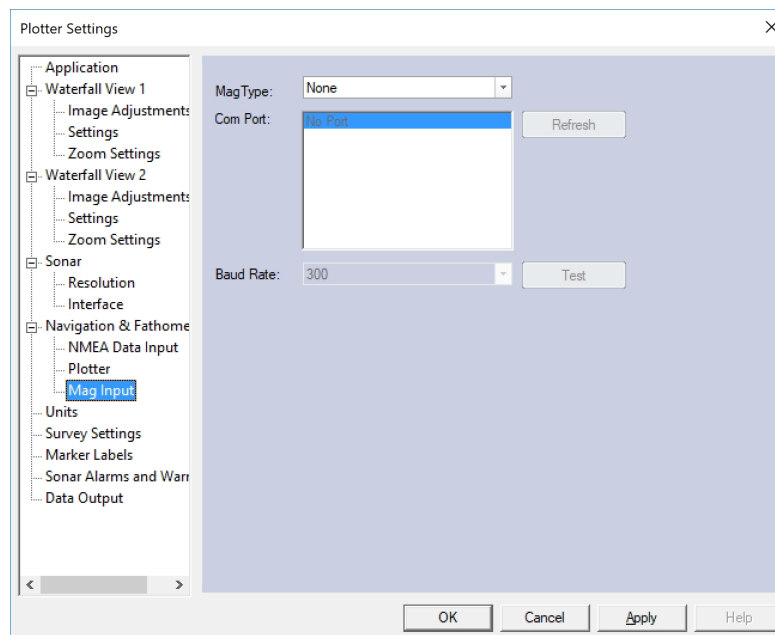 Plotter Settings
Application
Waterfall View 1
Image Adjustments
Settings
Zoom Settings
Waterfall View 2
Image Adjustments
Settings
Zoom Settings
Sonar
Resolution
Interface
Navigation & Fathome
NMEA Data Input
Plotter
Mag Input
Units
Survey Settings
Marker Labels
Sonar Alarms and Warr
Data Output
MagType: None
Com Port: No Port Refresh
Baud Rate: 300 Test
OK Cancel Apply Help